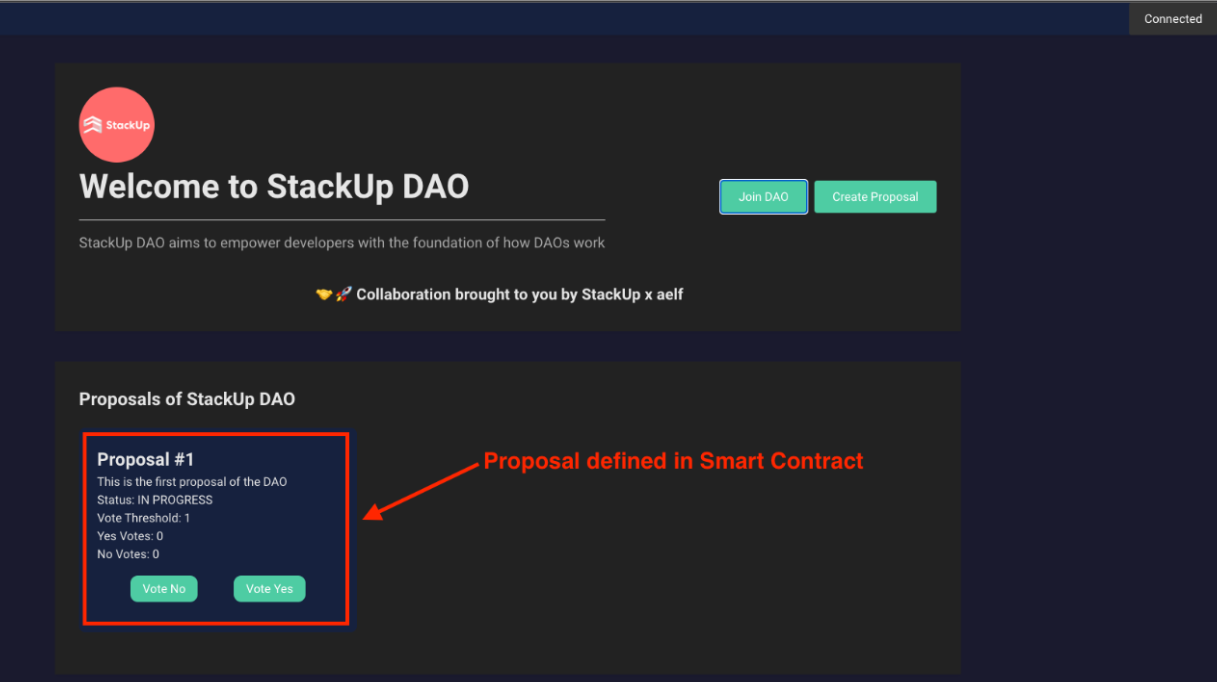 Connected
StackUp
Welcome to StackUp DAO
Join DAO
Create Proposal
StackUp DAO aims to empower developers with the foundation of how DAOs work
🤝🚀 Collaboration brought to you by StackUp x aelf
Proposals of StackUp DAO
Proposal #1
This is the first proposal of the DAO
Status: IN PROGRESS
Vote Threshold: 1
Yes Votes: 0
No Votes: 0
Vote No
Vote Yes
Proposal defined in Smart Contract